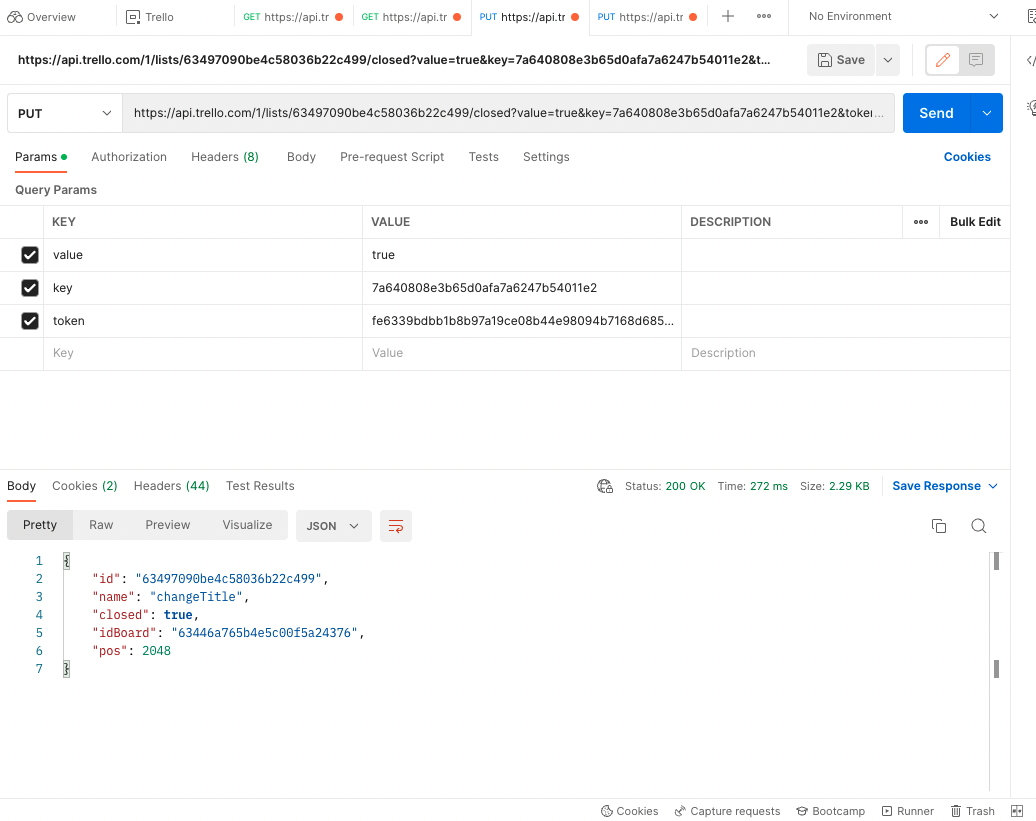 Overview
Trello
GET https://api.tr
GET https://api.tr
PUT https://api.tr
PUT https://api.tr
No Environment
https://api.trello.com/1/lists/63497090be4c58036b22c499/closed?value=true&key=7a640808e3b65d0afa7a6247b54011e2&t...
Save
PUT
https://api.trello.com/1/lists/63497090be4c58036b22c499/closed?value=true&key=7a640808e3b65d0afa7a6247b54011e2&token...
Send
Params
Authorization
Headers (8)
Body
Pre-request Script
Tests
Settings
Cookies
Query Params
KEY
VALUE
DESCRIPTION
Bulk Edit
value
true
key
7a640808e3b65d0afa7a6247b54011e2
token
fe6339bdbb1b8b97a19ce08b44e98094b7168d685...
Key
Value
Description
Body
Cookies (2)
Headers (44)
Test Results
Status: 200 OK
Time: 272 ms
Size: 2.29 KB
Save Response
Pretty
Raw
Preview
Visualize
JSON
1 {
2 "id": "63497090be4c58036b22c499",
3 "name": "changeTitle",
4 "closed": true,
5 "idBoard": "63446a765b4e5c00f5a24376",
6 "pos": 2048
7 }
Cookies
Capture requests
Bootcamp
Runner
Trash